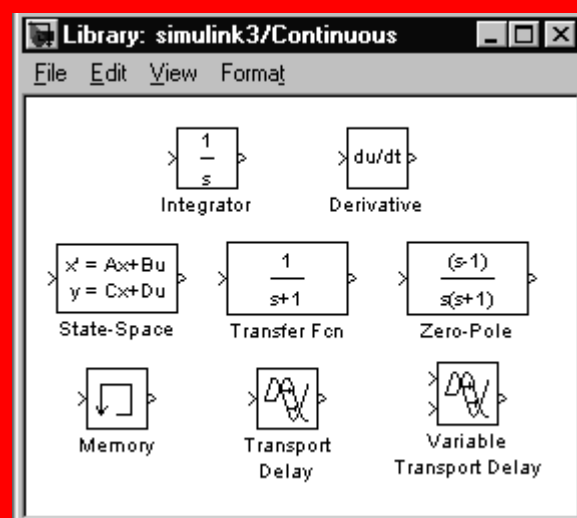 Library: simulink3/Continuous
File Edit View Format
1
s
du/dt
Integrator Derivative
x' = Ax+Bu
y = Cx+Du
1
s+1
(s-1)
s(s+1)
State-Space Transfer Fcn Zero-Pole
Memory
Transport
Delay
Variable
Transport Delay